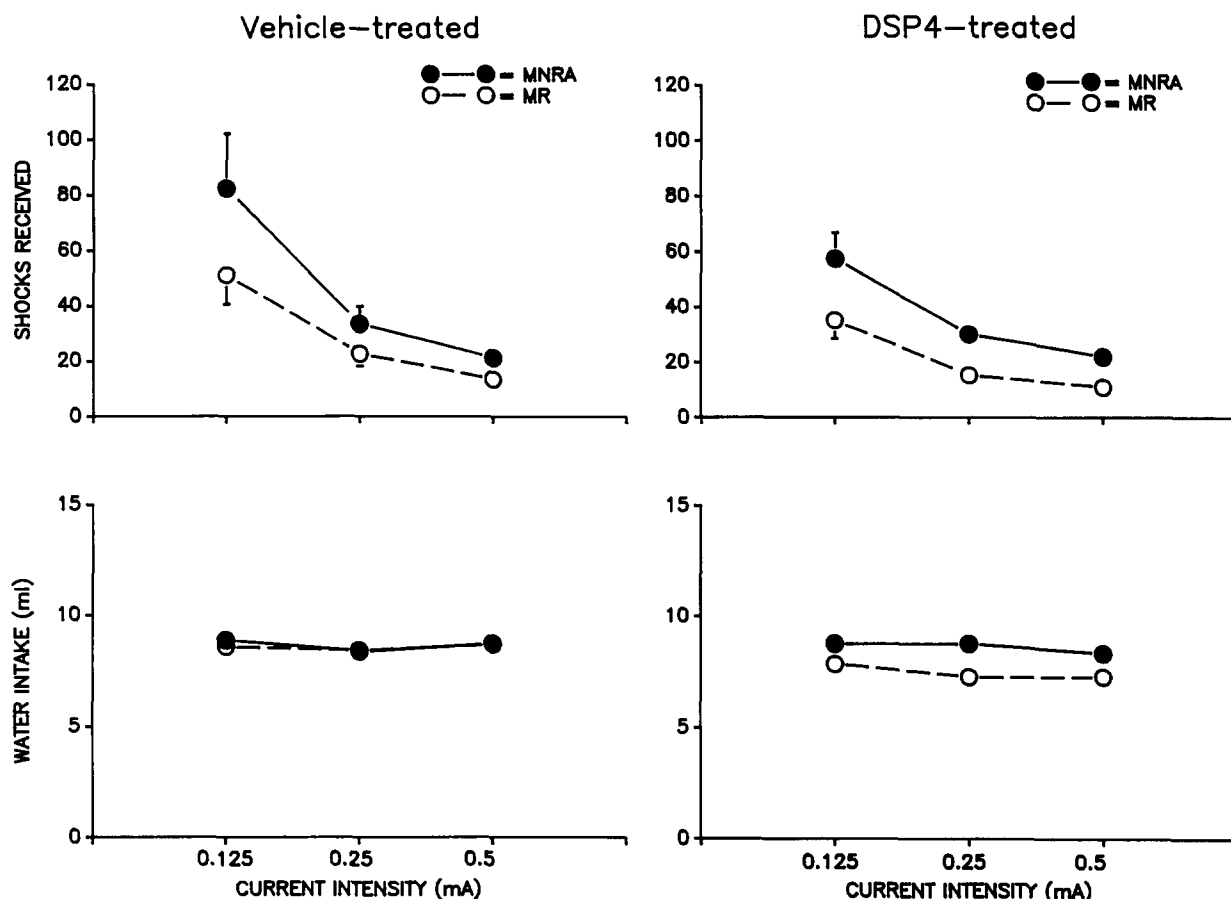 Vehicle-treated
DSP4-treated
= MNRA
= MR
= MNRA
= MR
SHOCKS RECEIVED
120
100
80
60
40
20
0
120
100
80
60
40
20
0
WATER INTAKE (ml)
15
10
5
0
0.125 0.25 0.5
CURRENT INTENSITY (mA)
15
10
5
0
0.125 0.25 0.5
CURRENT INTENSITY (mA)